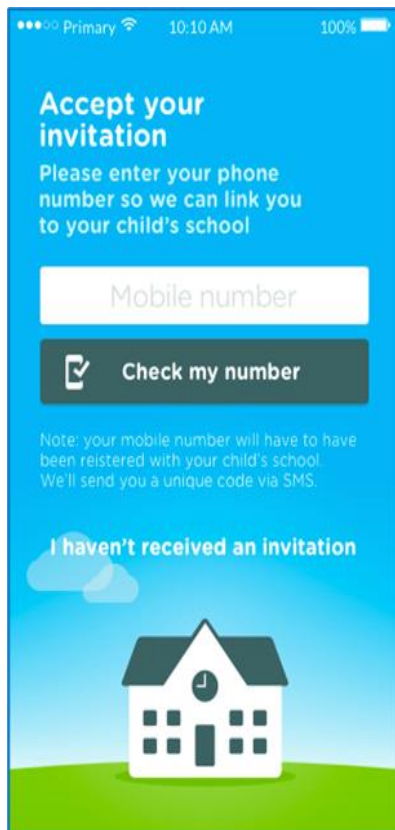 Primary 10:10 AM 100%
Accept your
invitation
Please enter your phone
number so we can link you
to your child's school
Mobile number
Check my number
Note: your mobile number will have to have
been reistered with your child's school.
We'll send you a unique code via SMS.
I haven't received an invitation